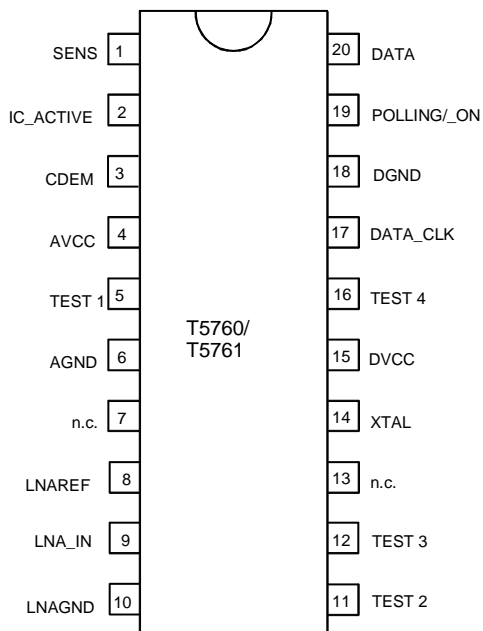 SENS 1 20 DATA
IC_ACTIVE 2 19 POLLING/_ON
CDEM 3 18 DGND
AVCC 4 17 DATA_CLK
TEST 1 5 16 TEST 4
T5760/
T5761
AGND 6 15 DVCC
n.c. 7 14 XTAL
LNAREF 8 13 n.c.
LNA_IN 9 12 TEST 3
LNAGND 10 11 TEST 2